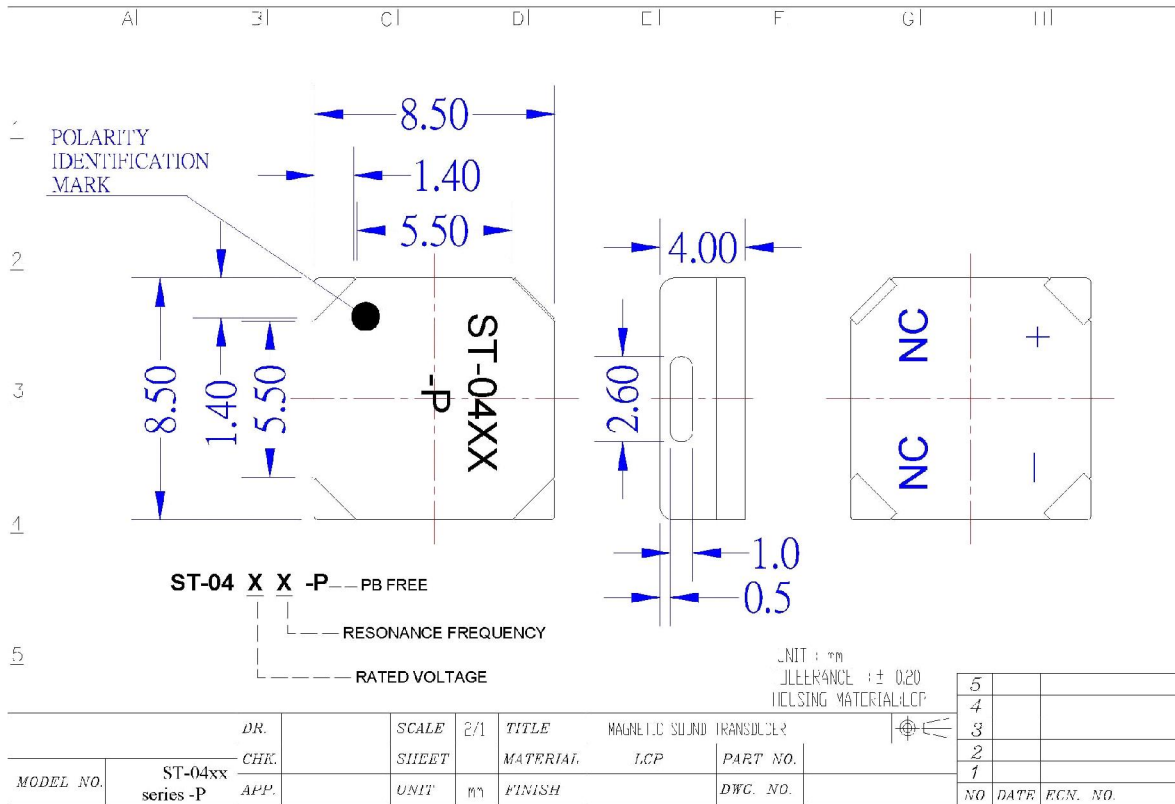 A B C D E F G H
1
8.50
POLARITY
IDENTIFICATION
MARK
1.40
5.50
2
4.00
8.50
1.40
5.50
ST-04XX
-P
2.60
NC
+
3
NC
-
4
1.0
0.5
ST-04 X X -P PB FREE
RESONANCE FREQUENCY
RATED VOLTAGE
5
UNIT : mm
TOLERANCE : ± 0.20
HOUSING MATERIAL:LCP
5
4
3
2
1
NO DATE ECN. NO.
DR. SCALE 2/1 TITLE MAGNETIC SOUND TRANSDUCER
CHK. SHEET MATERIAL LCP PART NO.
MODEL NO. ST-04xx
series -P
APP. UNIT mm FINISH DWG. NO.